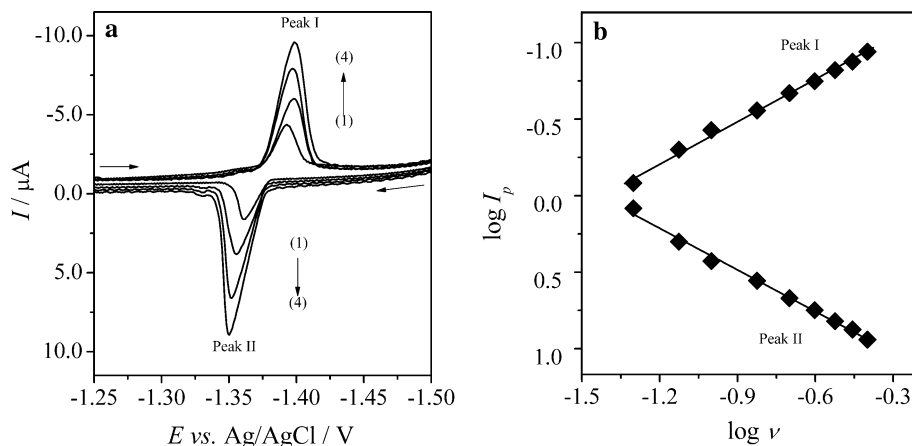 a
Peak I
(4)
(1)
(1)
(4)
Peak II
-10.0
-5.0
0.0
5.0
10.0
I / μA
-1.25 -1.30 -1.35 -1.40 -1.45 -1.50
E vs. Ag/AgCl / V
b
Peak I
Peak II
-1.0
-0.5
0.0
0.5
1.0
log Ip
-1.5 -1.2 -0.9 -0.6 -0.3
log ν